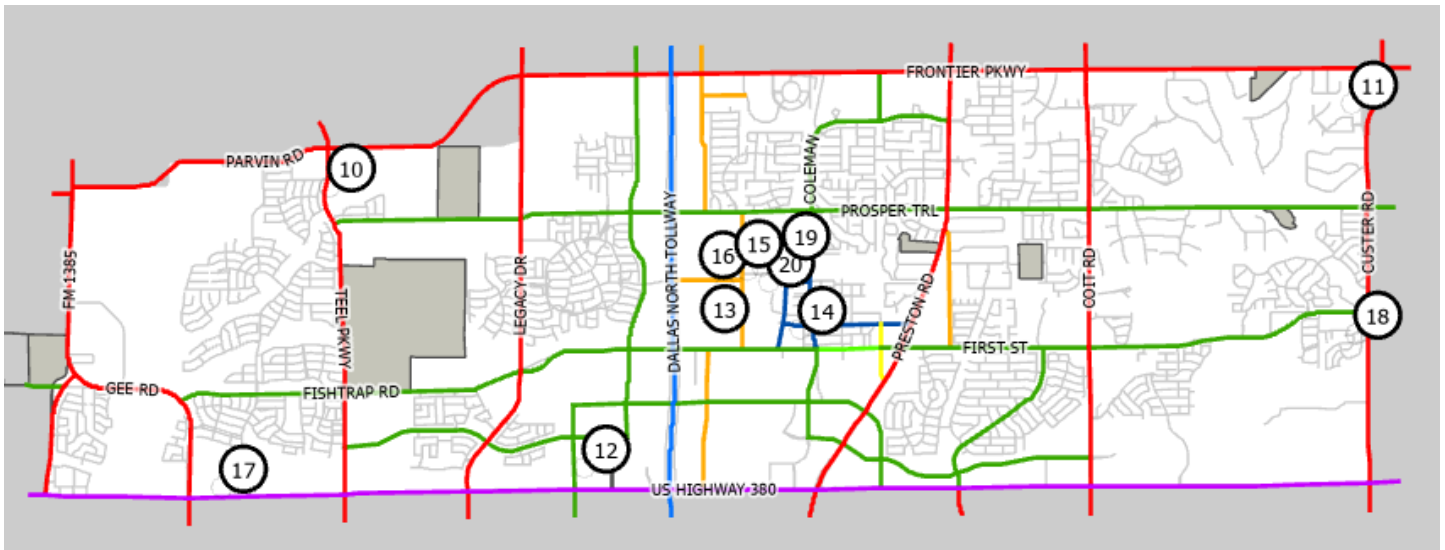 FRONTIER PKWY
11
PARVIN RD
10
COLEMAN
PROSPER TRL
DALLAS NORTH TOLLWAY
CUSTER RD
19
15
16
20
FM 1385
LEGACY DR
COIT RD
TEEL PKWY
13
14
18
PRESTON RD
FIRST ST
GEE RD
FISHTRAP RD
12
17
US HIGHWAY 380